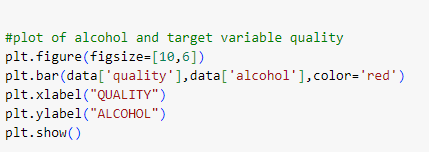 #plot of alcohol and target variable quality
plt.figure(figsize=[10,6])
plt.bar(data['quality'],data['alcohol'],color='red')
plt.xlabel("QUALITY")
plt.ylabel("ALCOHOL")
plt.show()